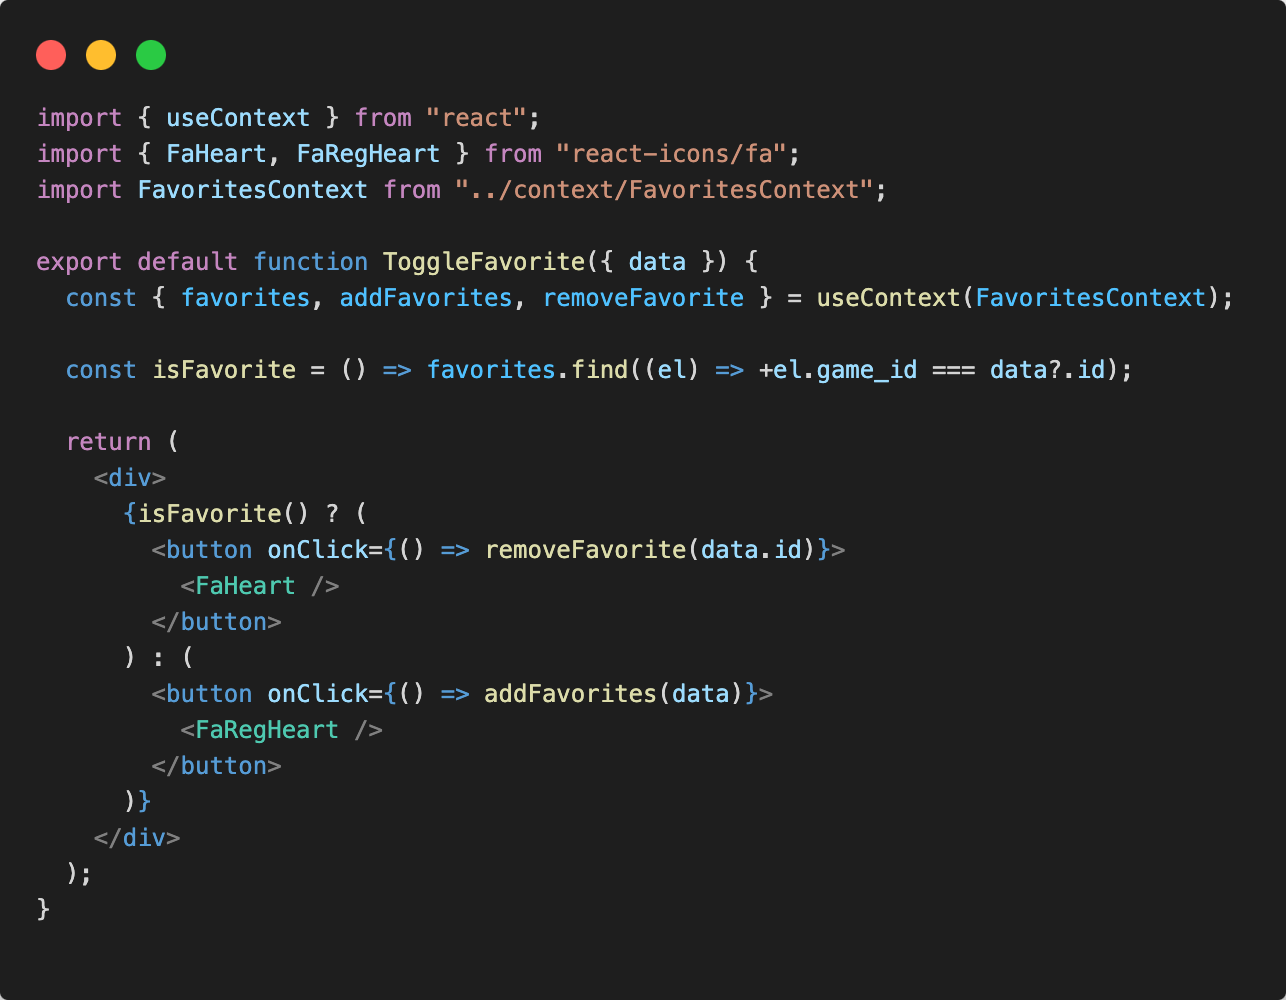 import { useContext } from "react";
import { FaHeart, FaRegHeart } from "react-icons/fa";
import FavoritesContext from "../context/FavoritesContext";

export default function ToggleFavorite({ data }) {
  const { favorites, addFavorites, removeFavorite } = useContext(FavoritesContext);

  const isFavorite = () => favorites.find((el) => +el.game_id === data?.id);

  return (
    <div>
      {isFavorite() ? (
        <button onClick={() => removeFavorite(data.id)}>
          <FaHeart />
        </button>
      ) : (
        <button onClick={() => addFavorites(data)}>
          <FaRegHeart />
        </button>
      )}
    </div>
  );
}